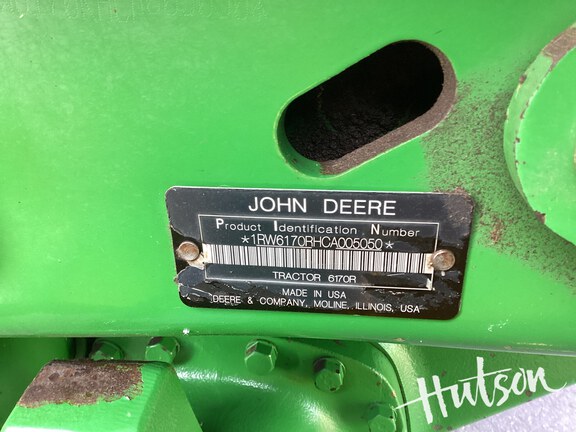 JOHN DEERE
Product Identification Number
*1RW6170RHCA005050*
TRACTOR 6170R
MADE IN USA
DEERE & COMPANY, MOLINE, ILLINOIS, USA
Hutson